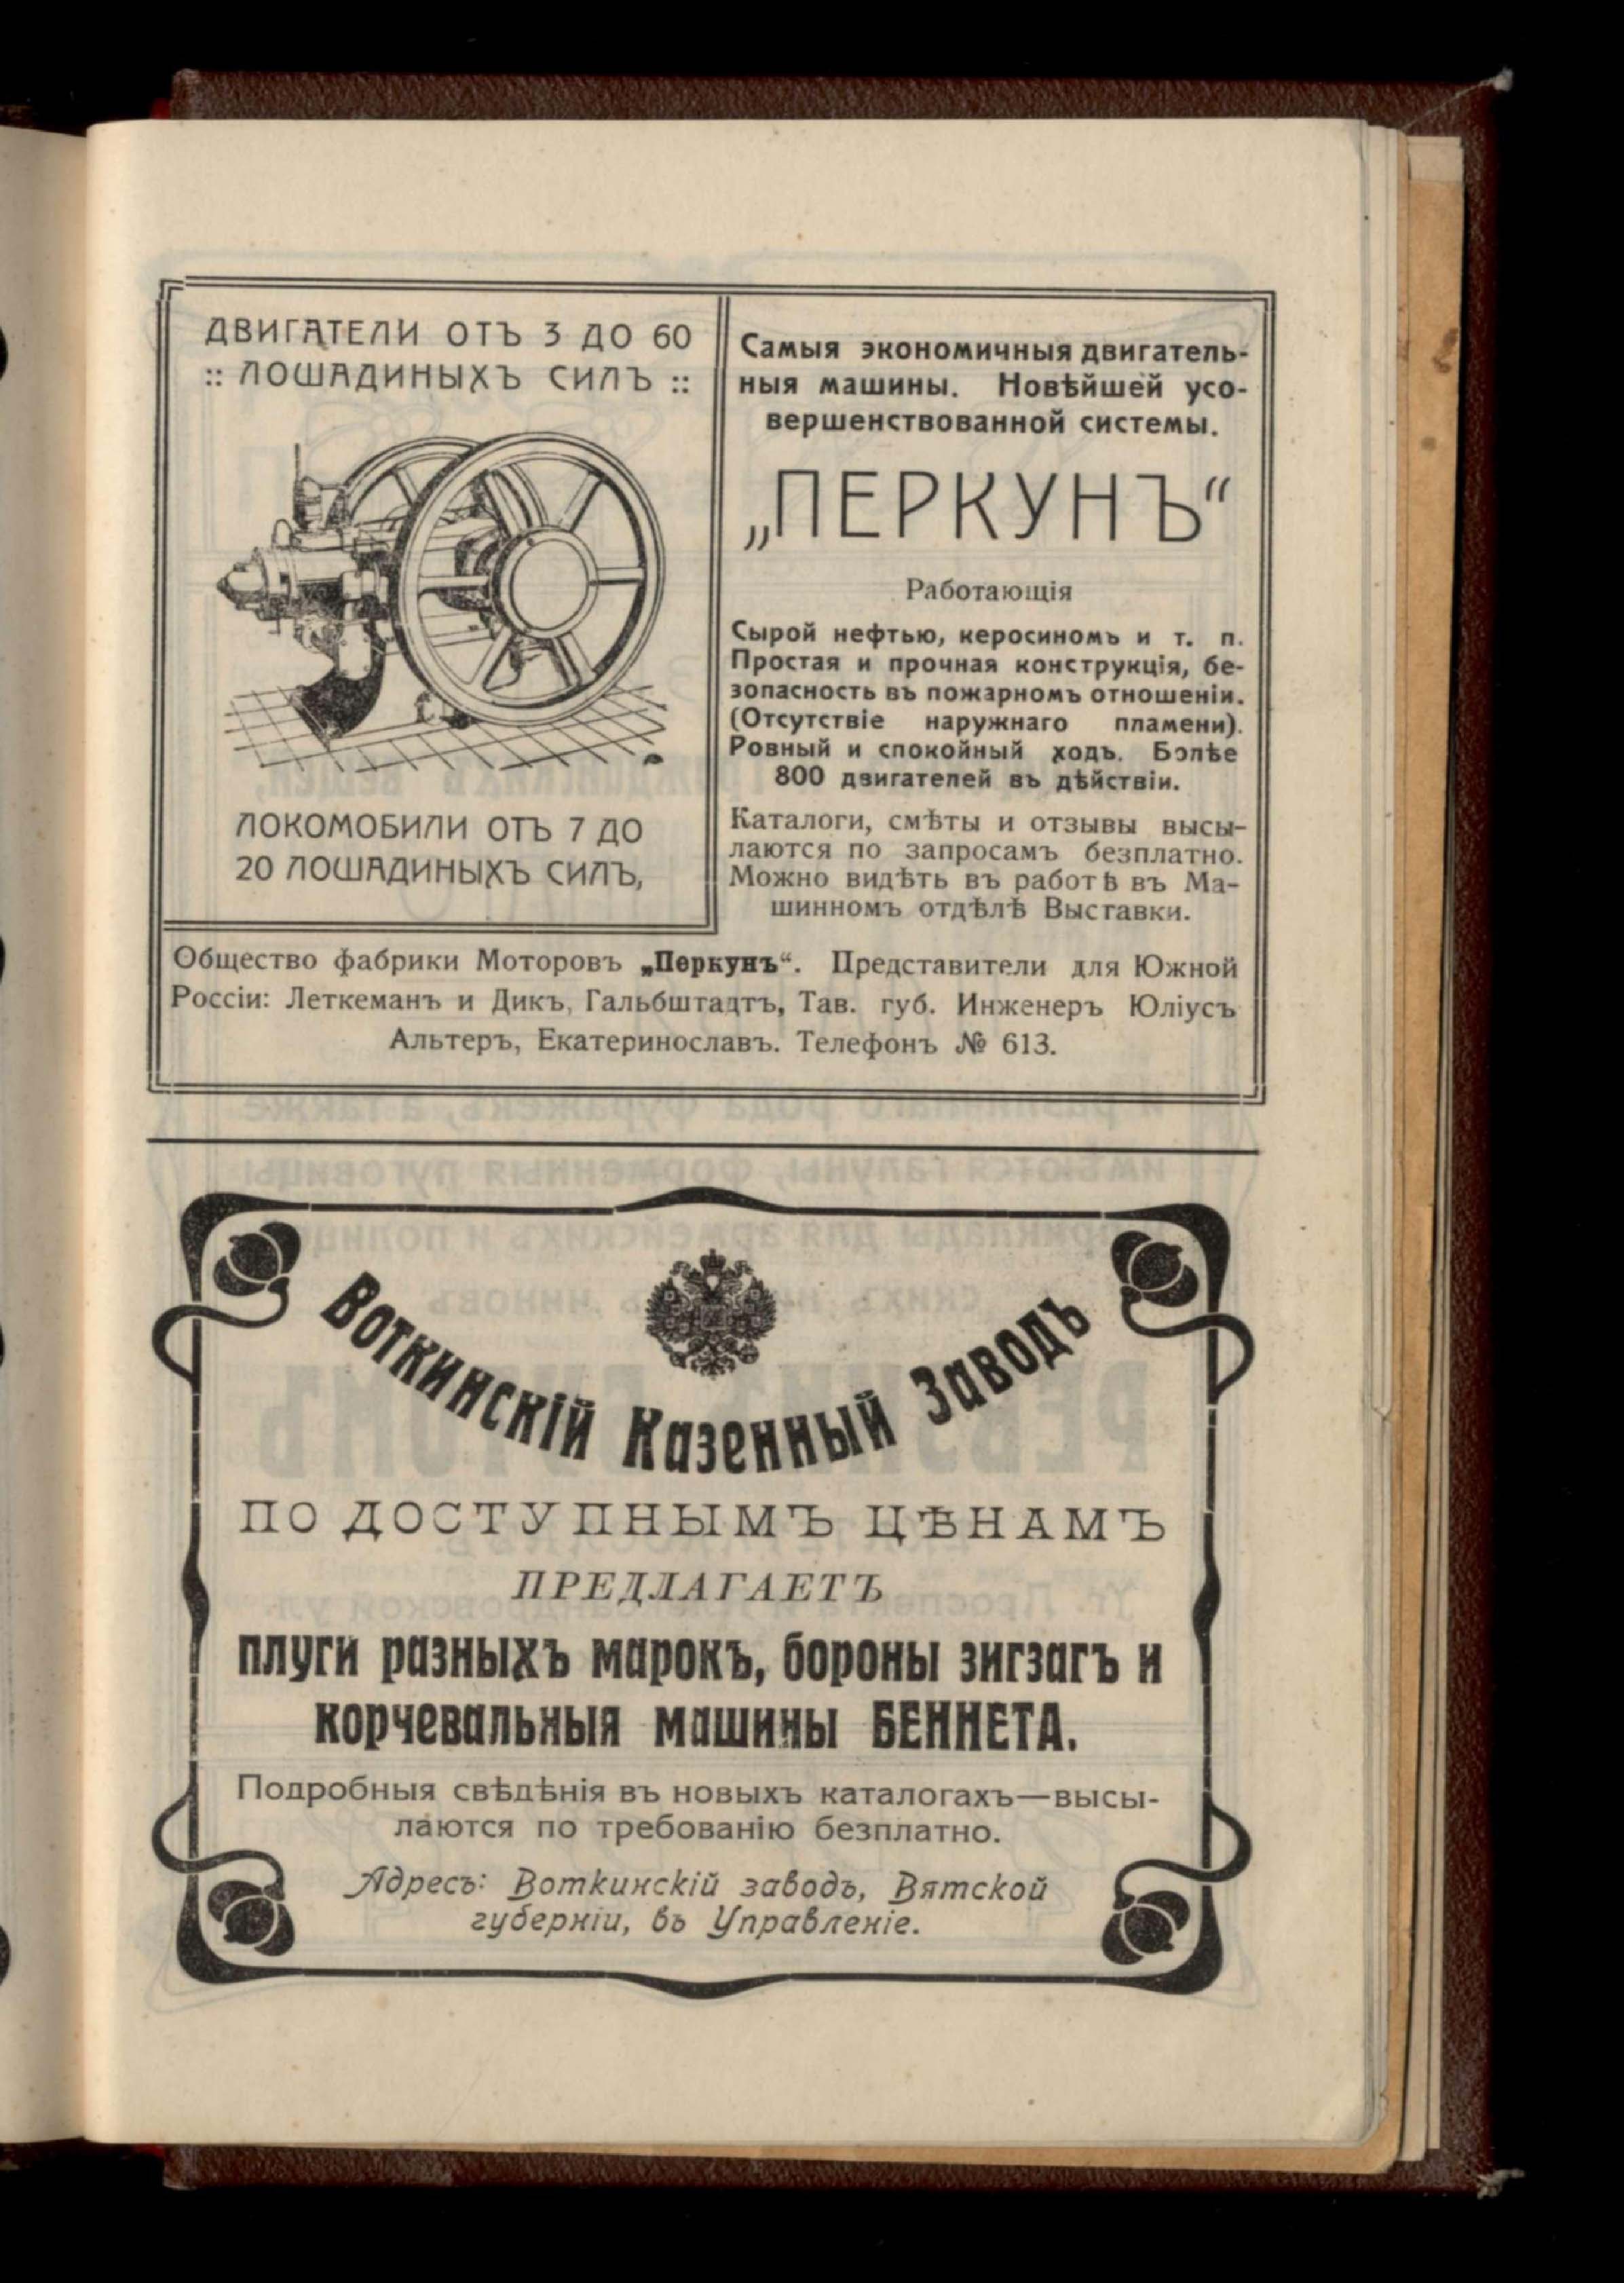 ДВИГАТЕЛИ ОТЪ 3 ДО 60
:: ЛОШАДИНЫХЪ СИЛЪ ::
ЛОКОМОБИЛИ ОТЪ 7 ДО
20 ЛОШАДИНЫХЪ СИЛЪ,
Самыя экономичныя двигатель-
ныя машины. Новѣйшей усо-
вершенствованной системы.
„ПЕРКУНЪ“
Работающія
Сырой нефтью, керосиномъ и т. п.
Простая и прочная конструкція, бе-
зопасность въ пожарномъ отношеніи.
(Отсутствіе наружнаго пламени).
Ровный и спокойный ходъ. Болѣе
800 двигателей въ дѣйствіи.
Каталоги, смѣты и отзывы высы-
лаются по запросамъ безплатно.
Можно видѣть въ работѣ въ Ма-
шинномъ отдѣлѣ Выставки.
Общество фабрики Моторовъ „Перкунъ“. Представители для Южной
Россіи: Леткеманъ и Дикъ, Гальбштадтъ, Тав. губ. Инженеръ Юліусъ
Альтеръ, Екатеринославъ. Телефонъ № 613.
Воткинскій Казенный Заводъ
ПО ДОСТУПНЫМЪ ЦѢНАМЪ
ПРЕДЛАГАЕТЪ
плуги разныхъ марокъ, бороны зигзагъ и
корчевальныя машины БЕННЕТА.
Подробныя свѣдѣнія въ новыхъ каталогахъ—высы-
лаются по требованію безплатно.
Адресъ: Воткинскій заводъ, Вятской
губерніи, въ Управленіе.